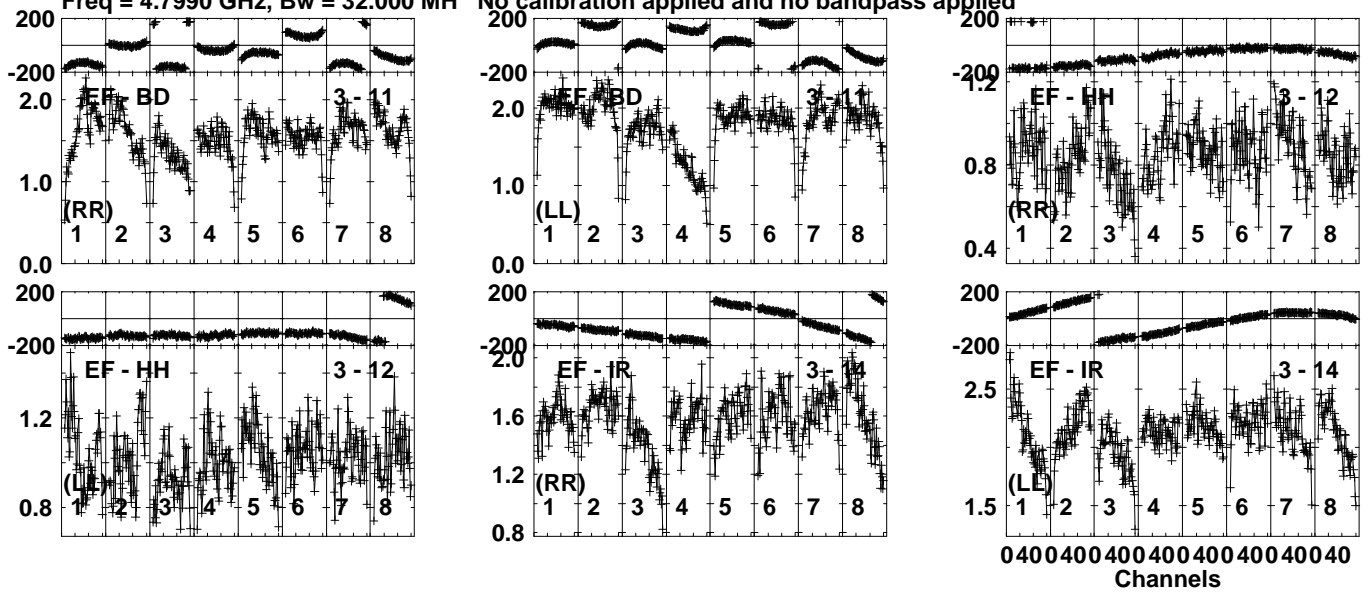 Freq = 4.7990 GHz, Bw = 32.000 MH No calibration applied and no bandpass applied
200
-200
2.0
1.0
0.0
EF - BD
3 - 11
(RR)
1 2 3 4 5 6 7 8
200
-200
2.0
1.0
0.0
EF - BD
3 - 11
(LL)
1 2 3 4 5 6 7 8
200
-200
1.2
0.8
0.4
EF - HH
3 - 12
(RR)
1 2 3 4 5 6 7 8
200
-200
1.2
0.8
EF - HH
3 - 12
(LL)
1 2 3 4 5 6 7 8
200
-200
2.0
1.6
1.2
0.8
EF - IR
3 - 14
(RR)
1 2 3 4 5 6 7 8
200
-200
2.5
1.5
EF - IR
3 - 14
(LL)
1 2 3 4 5 6 7 8
0 40 0 40 0 40 0 40 0 40 0 40 0 40 0 40
Channels